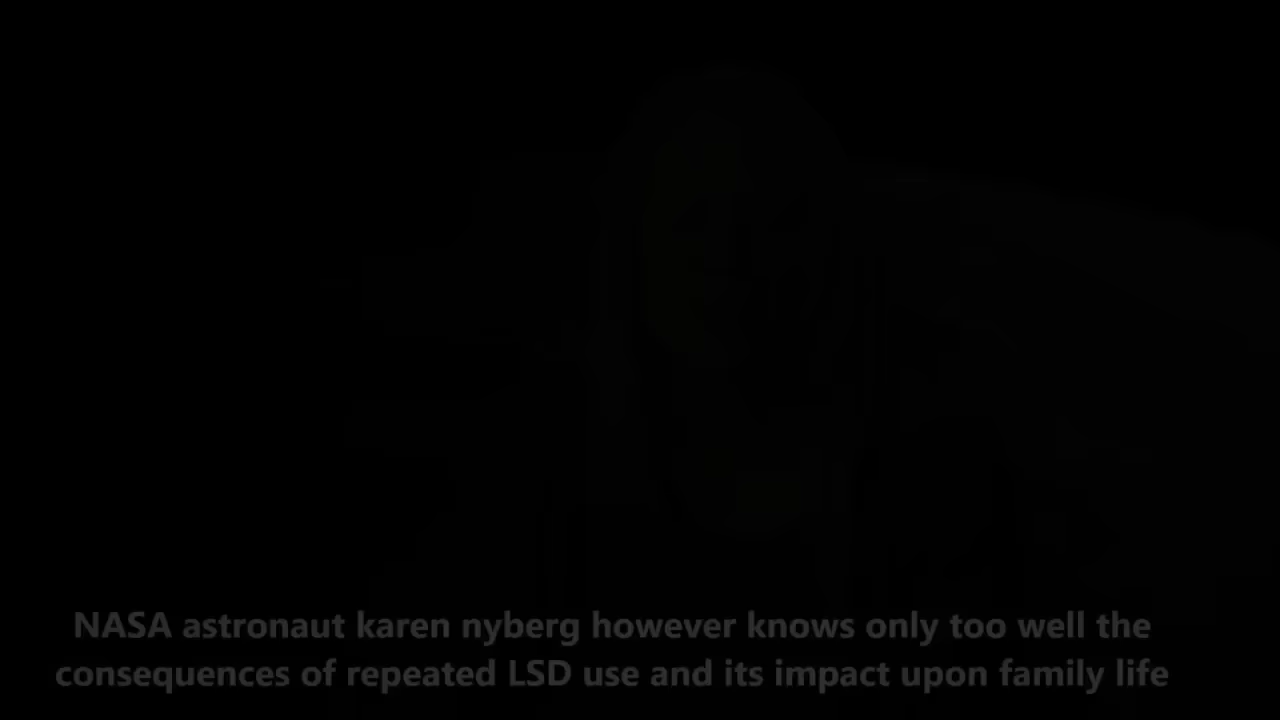 NASA astronaut karen nyberg however knows only too well the
consequences of repeated LSD use and its impact upon family life